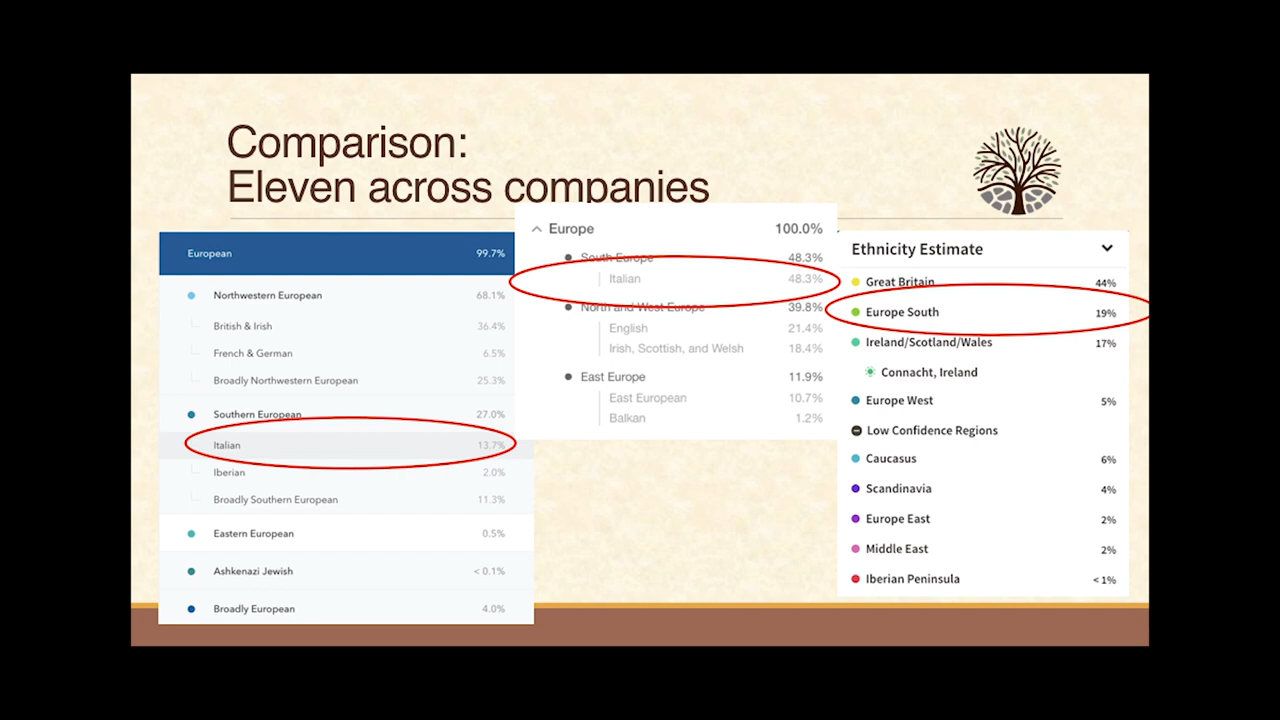 Comparison:
Eleven across companies
European 99.7%
Northwestern European 68.1%
British & Irish 36.4%
French & German 6.5%
Broadly Northwestern European 25.3%
Southern European 27.0%
Italian 13.7%
Iberian 2.0%
Broadly Southern European 11.3%
Eastern European 0.5%
Ashkenazi Jewish < 0.1%
Broadly European 4.0%
Europe 100.0%
South Europe 48.3%
Italian 48.3%
North and West Europe 39.8%
English 21.4%
Irish, Scottish, and Welsh 18.4%
East Europe 11.9%
East European 10.7%
Balkan 1.2%
Ethnicity Estimate
Great Britain 44%
Europe South 19%
Ireland/Scotland/Wales 17%
Connacht, Ireland
Europe West 5%
Low Confidence Regions
Caucasus 6%
Scandinavia 4%
Europe East 2%
Middle East 2%
Iberian Peninsula < 1%